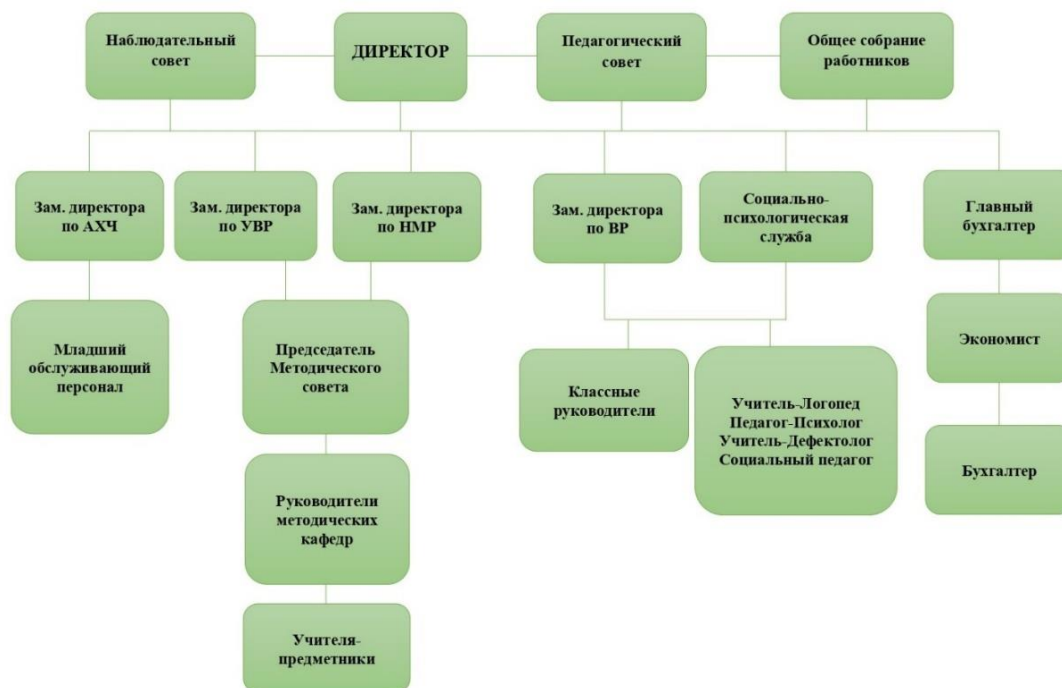 Наблюдательный
совет
ДИРЕКТОР
Педагогический
совет
Общее собрание
работников
Зам. директора
по АХЧ
Зам. директора
по УВР
Зам. директора
по НМР
Зам. директора
по ВР
Социально-
психологическая
служба
Главный
бухгалтер
Младший
обслуживающий
персонал
Председатель
Методического
совета
Классные
руководители
Учитель-Логопед
Педагог-Психолог
Учитель-Дефектолог
Социальный педагог
Экономист
Бухгалтер
Руководители
методических
кафедр
Учителя-
предметники